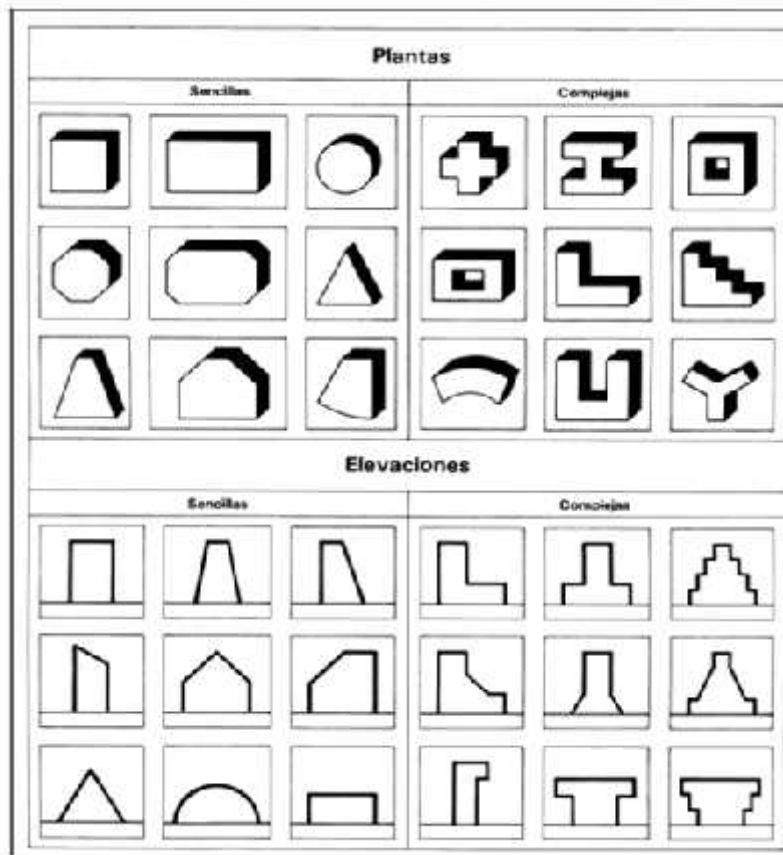 Plantas
Sencillas
Complejas
Elevaciones
Sencillas
Complejas